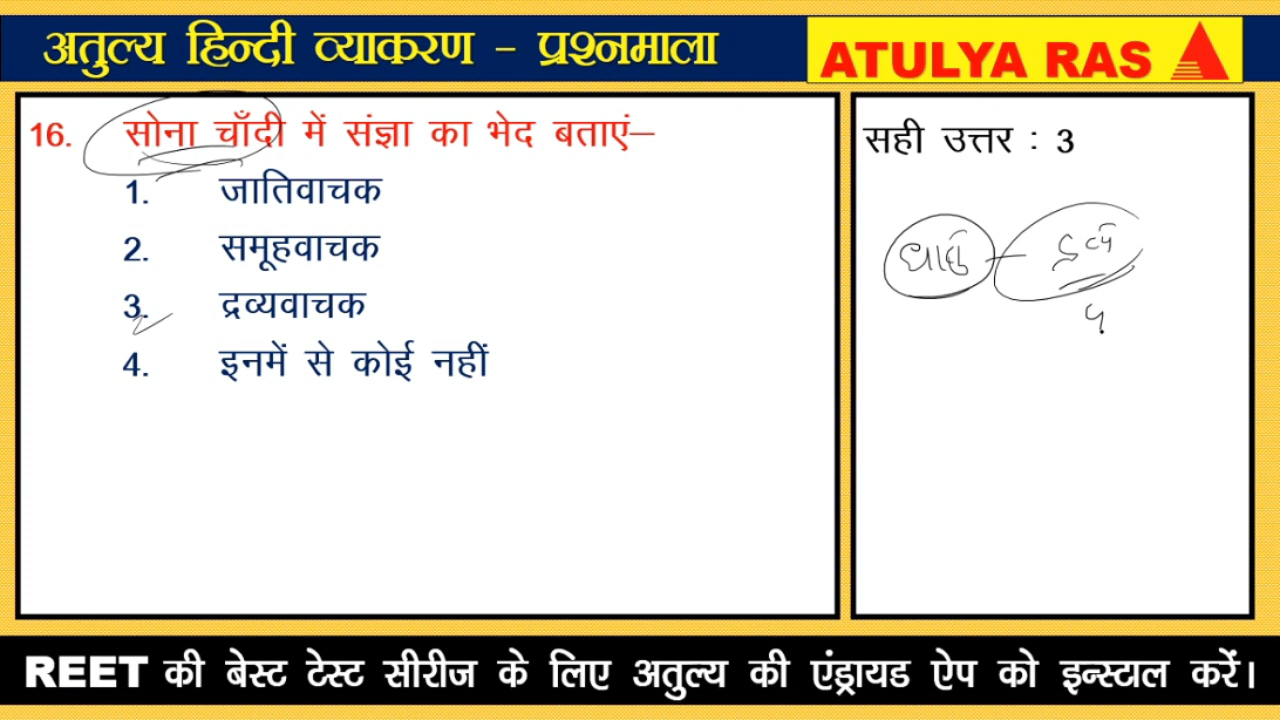 अतुल्य हिन्दी व्याकरण - प्रश्नमाला
ATULYA RAS
16. सोना चाँदी में संज्ञा का भेद बताएं–
1. जातिवाचक
2. समूहवाचक
3. द्रव्यवाचक
4. इनमें से कोई नहीं
सही उत्तर : 3
धातु - द्रव्य
REET की बेस्ट टेस्ट सीरीज के लिए अतुल्य की एंड्रायड ऐप को इन्स्टाल करें।